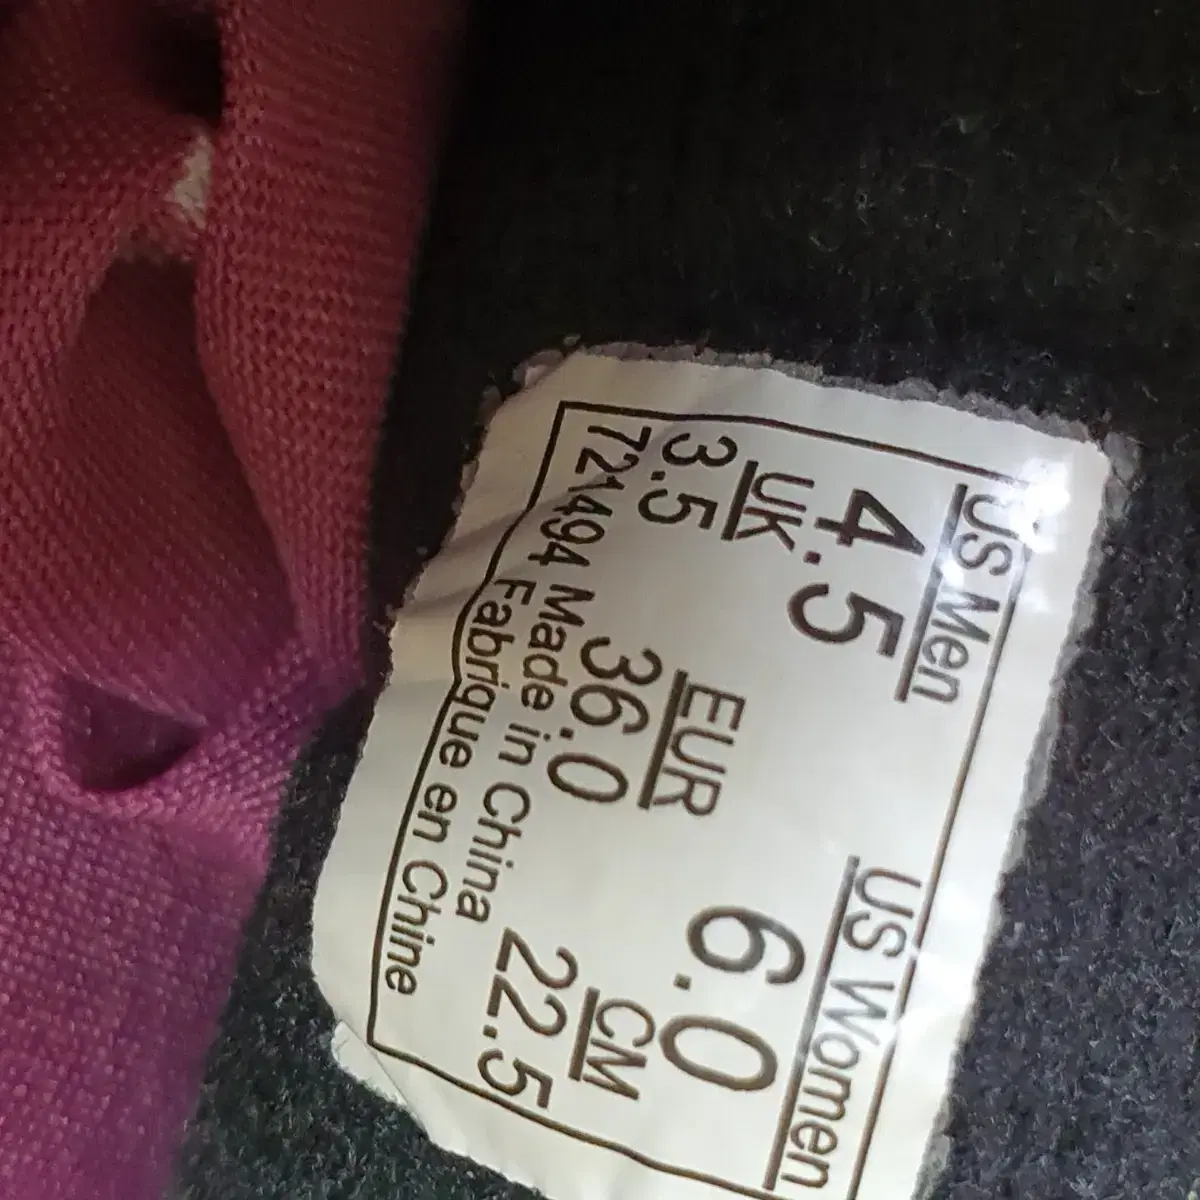 US Men US Women
4.5 6.0
UK EUR CM
3.5 36.0 22.5
721494 Made in China
Fabrique en Chine